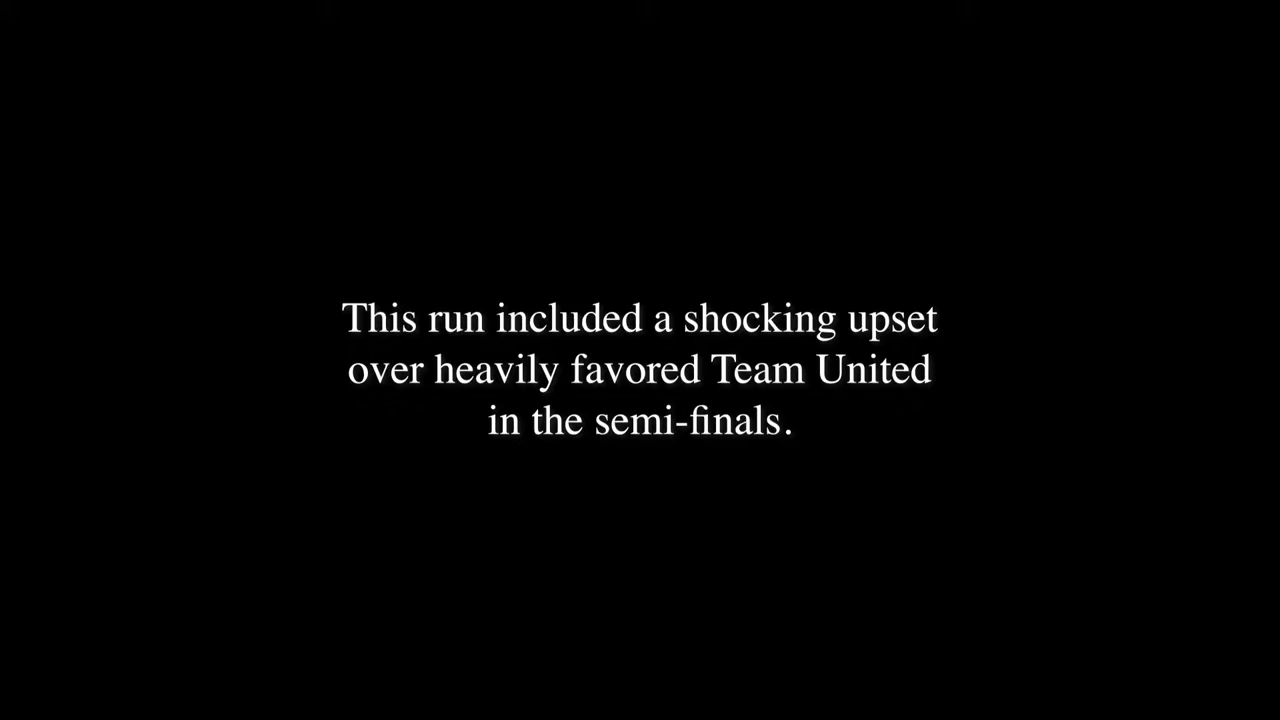 This run included a shocking upset
over heavily favored Team United
in the semi-finals.